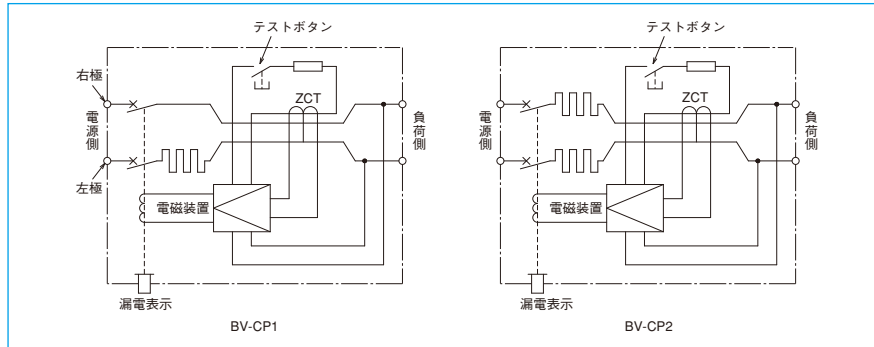 テストボタン
右極
ZCT
電源側
負荷側
左極
電磁装置
漏電表示
BV-CP1
テストボタン
ZCT
電源側
負荷側
電磁装置
漏電表示
BV-CP2